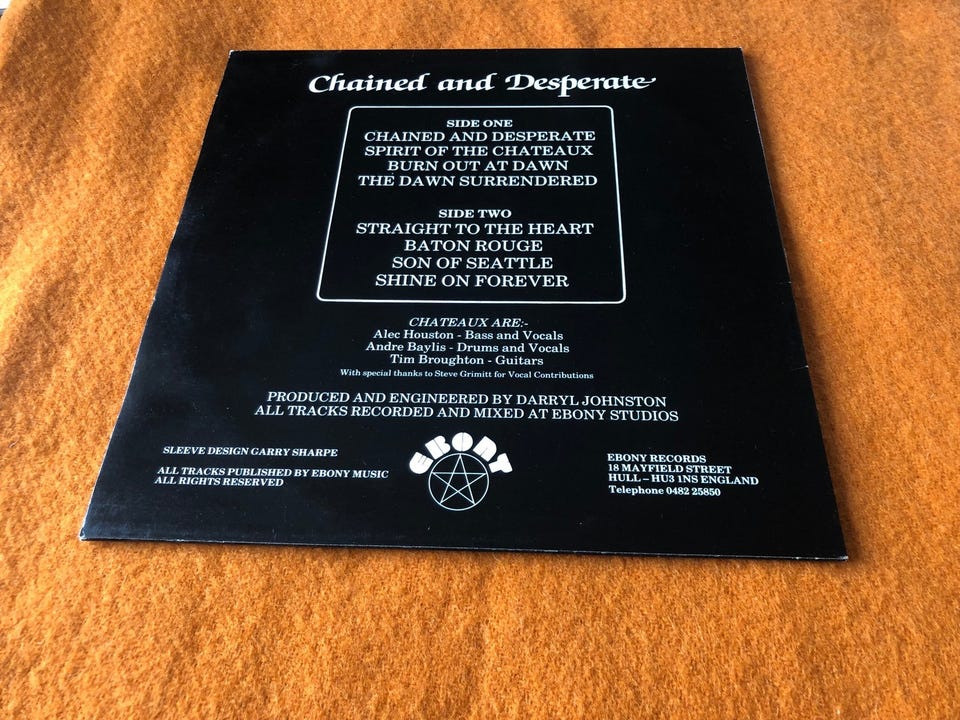 Chained and Desperate
SIDE ONE
CHAINED AND DESPERATE
SPIRIT OF THE CHATEAUX
BURN OUT AT DAWN
THE DAWN SURRENDERED
SIDE TWO
STRAIGHT TO THE HEART
BATON ROUGE
SON OF SEATTLE
SHINE ON FOREVER
CHATEAUX ARE:-
Alec Houston - Bass and Vocals
Andre Baylis - Drums and Vocals
Tim Broughton - Guitars
With special thanks to Steve Grimitt for Vocal Contributions
PRODUCED AND ENGINEERED BY DARRYL JOHNSTON
ALL TRACKS RECORDED AND MIXED AT EBONY STUDIOS
SLEEVE DESIGN GARRY SHARPE
ALL TRACKS PUBLISHED BY EBONY MUSIC
ALL RIGHTS RESERVED
EBONY
EBONY RECORDS
18 MAYFIELD STREET
HULL – HU3 1NS ENGLAND
Telephone 0482 25850